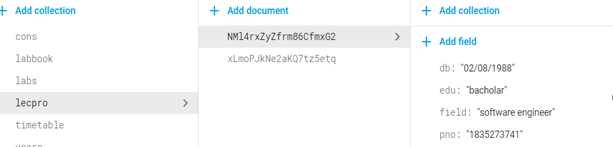 Add collection
cons
labbook
labs
lecpro
timetable
users
Add document
NMl4rxZyZfrm86CfmxG2
xLmoPJkNe2aKQ7tz5etq
Add collection
Add field
db: "02/08/1988"
edu: "bacholar"
field: "software engineer"
pno: "1835273741"